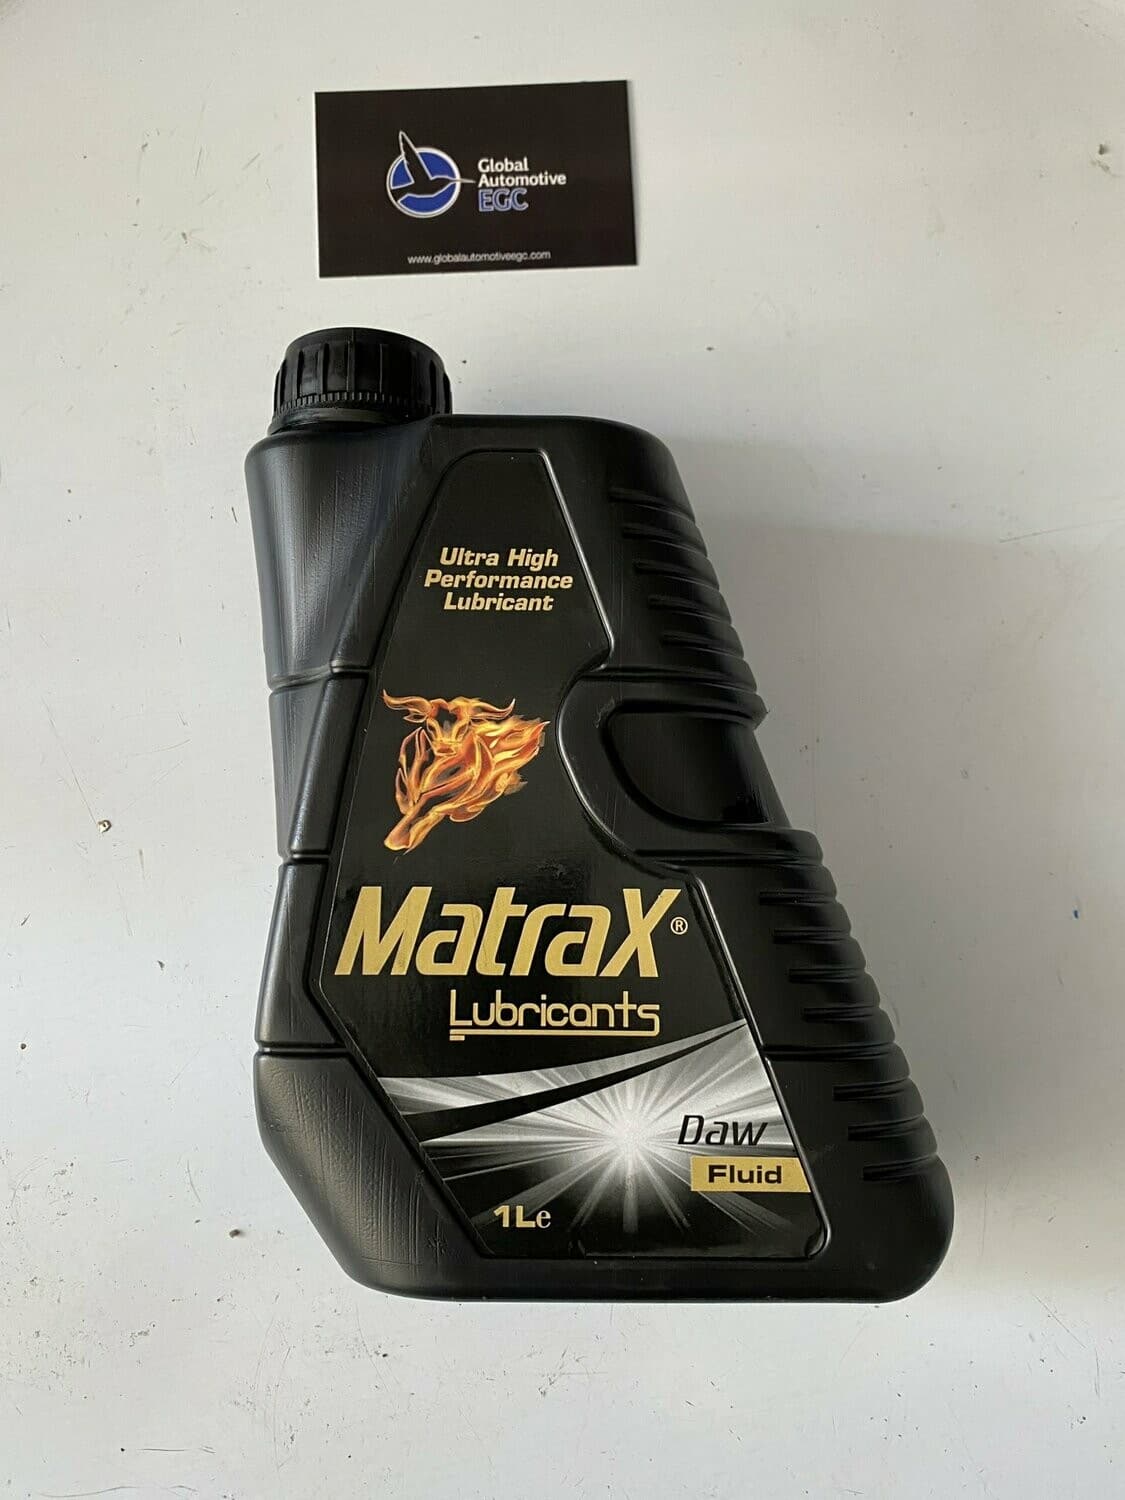 Global
Automotive
EGC
www.globalautomotiveegc.com
Ultra High
Performance
Lubricant
MatraX®
Lubricants
Daw
Fluid
1Le